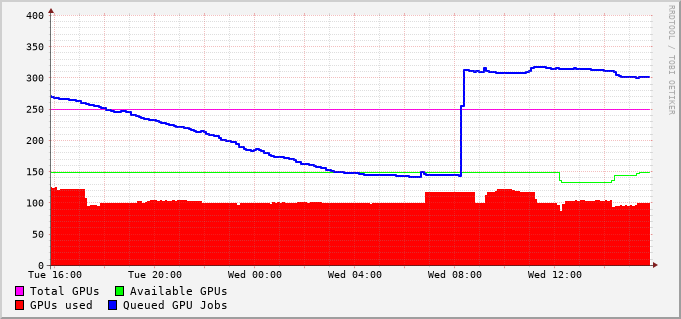 400
350
300
250
200
150
100
50
0
Tue 16:00 Tue 20:00 Wed 00:00 Wed 04:00 Wed 08:00 Wed 12:00
Total GPUs Available GPUs
GPUs used Queued GPU Jobs
RRDTOOL / TOBI OETIKER